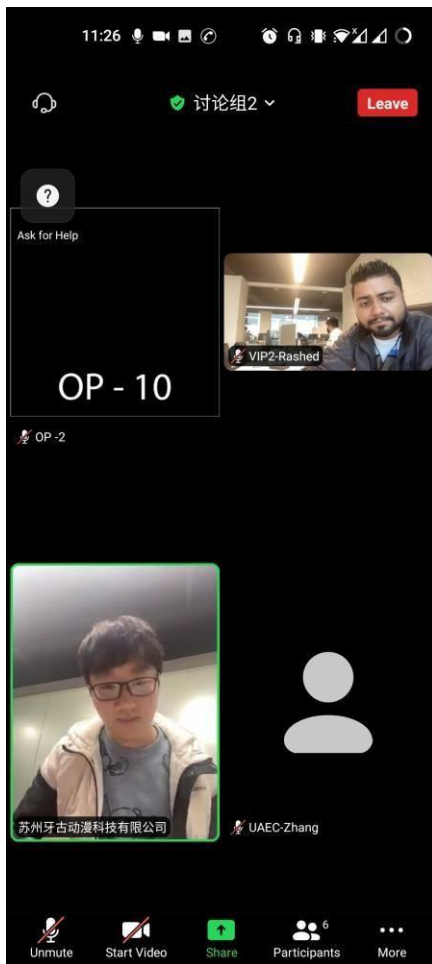 11:26
讨论组2
Leave
Ask for Help
OP - 10
VIP2-Rashed
OP -2
苏州牙古动漫科技有限公司
UAEC-Zhang
Unmute
Start Video
Share
Participants
6
More